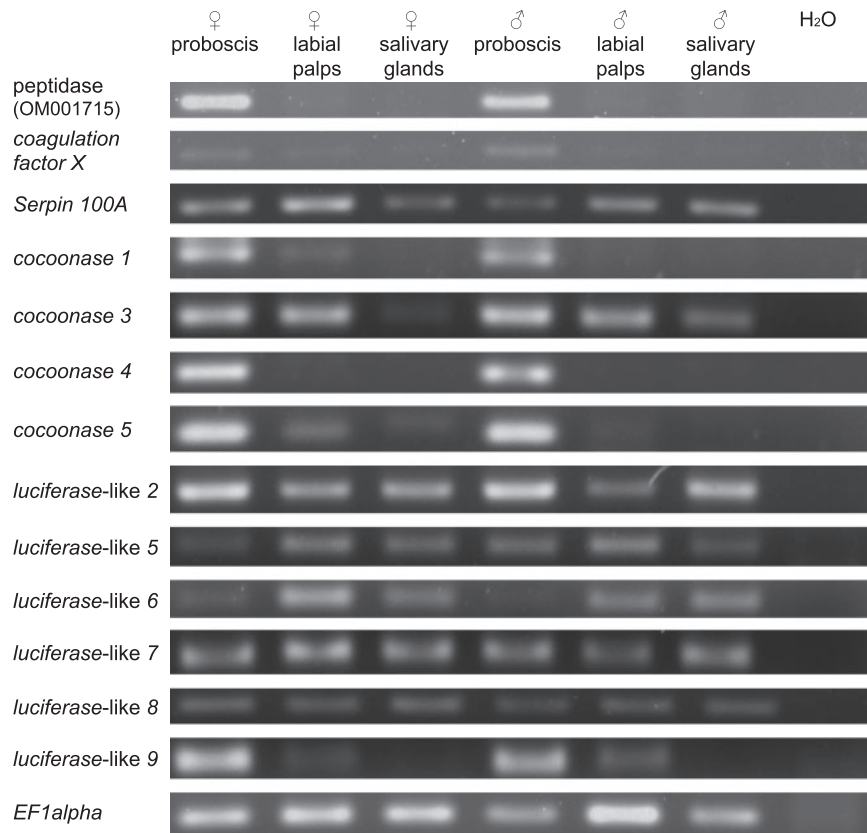 ♀ ♀ ♀ ♂ ♂ ♂ H₂O
proboscis labial salivary proboscis labial salivary
palps glands palps glands
peptidase
(OM001715)
coagulation
factor X
Serpin 100A
cocoonase 1
cocoonase 3
cocoonase 4
cocoonase 5
luciferase-like 2
luciferase-like 5
luciferase-like 6
luciferase-like 7
luciferase-like 8
luciferase-like 9
EF1alpha